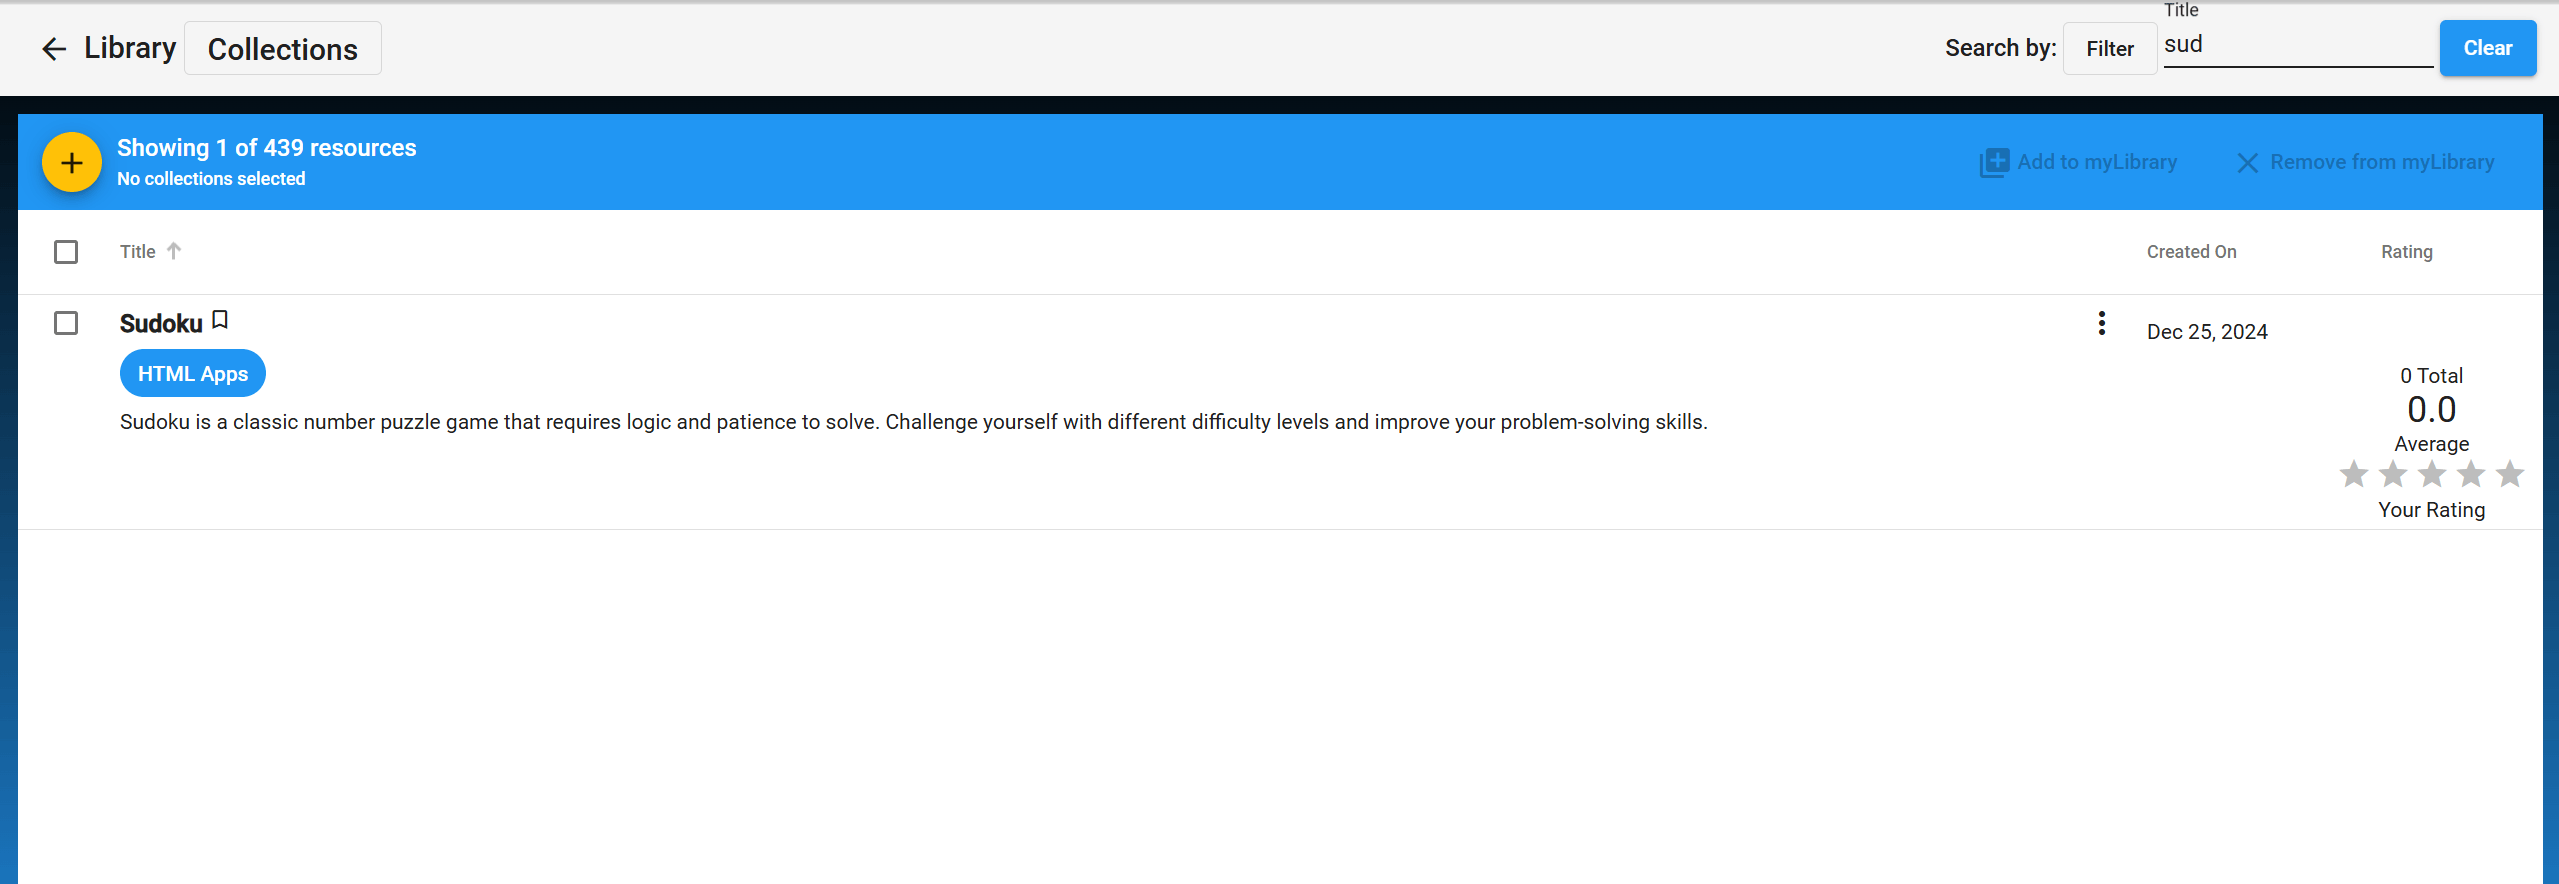 Library
Collections
Search by:
Filter
Title
sud
Clear
Showing 1 of 439 resources
No collections selected
Add to myLibrary
Remove from myLibrary
Title
Created On
Rating
Sudoku
Dec 25, 2024
HTML Apps
Sudoku is a classic number puzzle game that requires logic and patience to solve. Challenge yourself with different difficulty levels and improve your problem-solving skills.
0 Total
0.0
Average
Your Rating